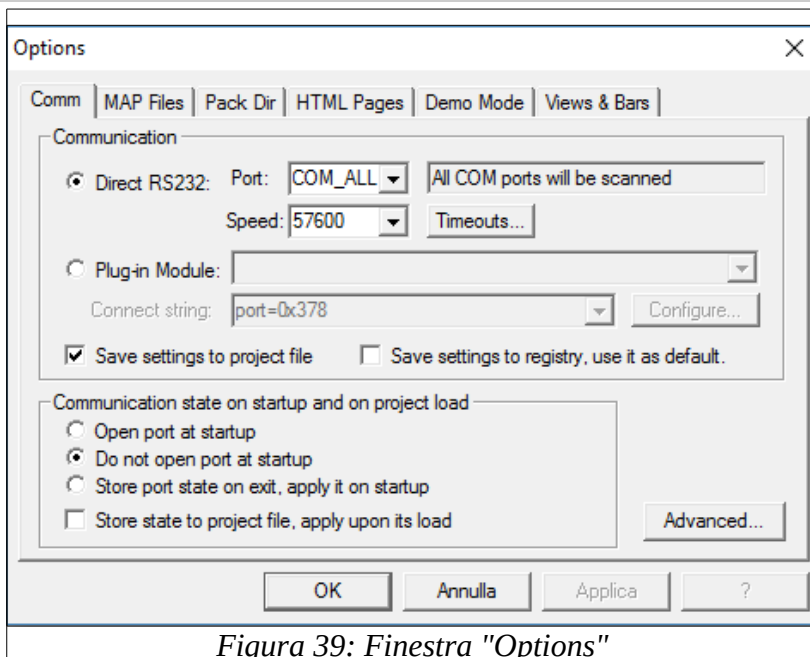 Options
Comm MAP Files Pack Dir HTML Pages Demo Mode Views & Bars
Communication
Direct RS232: Port: COM_ALL All COM ports will be scanned
Speed: 57600 Timeouts...
Plug-in Module:
Connect string: port=0x378 Configure...
Save settings to project file Save settings to registry, use it as default.
Communication state on startup and on project load
Open port at startup
Do not open port at startup
Store port state on exit, apply it on startup
Store state to project file, apply upon its load Advanced...
OK Annulla Applica ?
Figura 39: Finestra "Options"